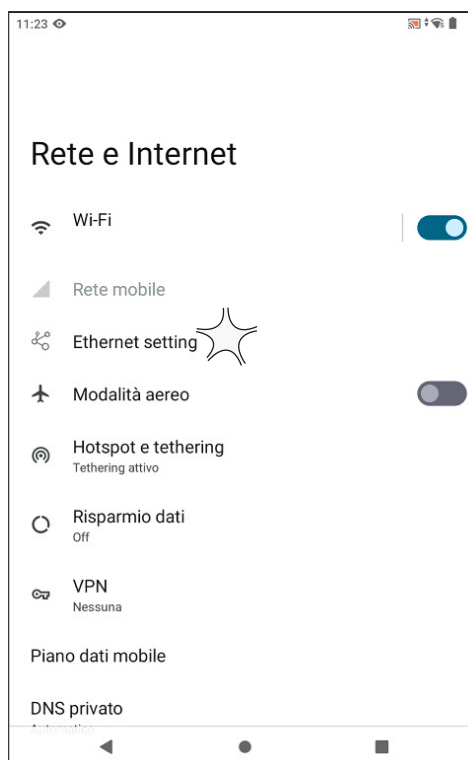 11:23
Rete e Internet
Wi-Fi
Rete mobile
Ethernet setting
Modalità aereo
Hotspot e tethering
Tethering attivo
Risparmio dati
Off
VPN
Nessuna
Piano dati mobile
DNS privato
Automatico